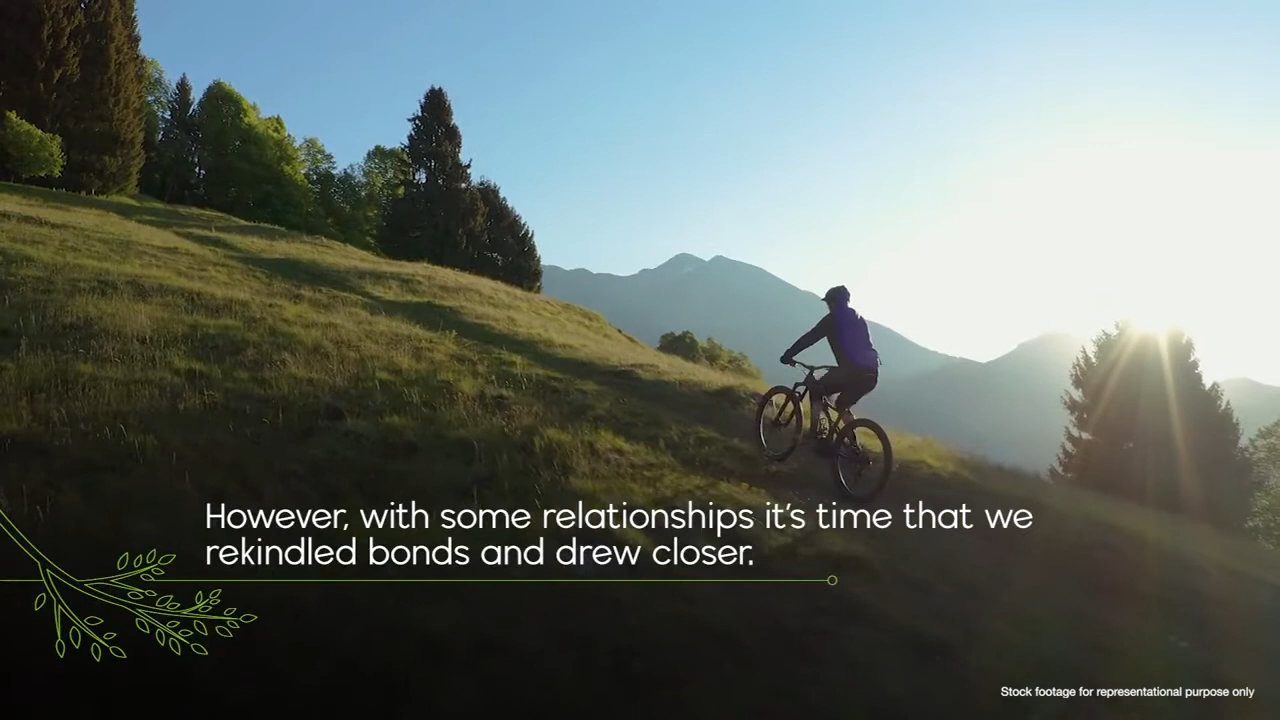 However, with some relationships it's time that we
rekindled bonds and drew closer.
Stock footage for representational purpose only